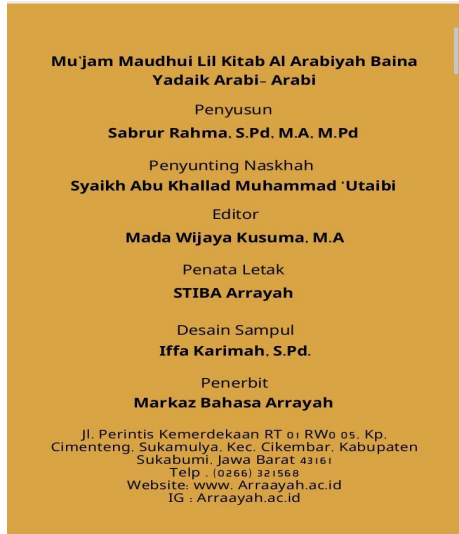 Mu'jam Maudhui Lil Kitab Al Arabiyah Baina
Yadaik Arabi– Arabi
Penyusun
Sabrur Rahma, S.Pd, M.A, M.Pd
Penyunting Naskhah
Syaikh Abu Khallad Muhammad 'Utaibi
Editor
Mada Wijaya Kusuma, M.A
Penata Letak
STIBA Arrayah
Desain Sampul
Iffa Karimah, S.Pd.
Penerbit
Markaz Bahasa Arrayah
Jl. Perintis Kemerdekaan RT 01 RW0 05, Kp.
Cimenteng, Sukamulya, Kec. Cikembar, Kabupaten
Sukabumi, Jawa Barat 43161
Telp . (0266) 321568
Website: www. Arraayah.ac.id
IG : Arraayah.ac.id